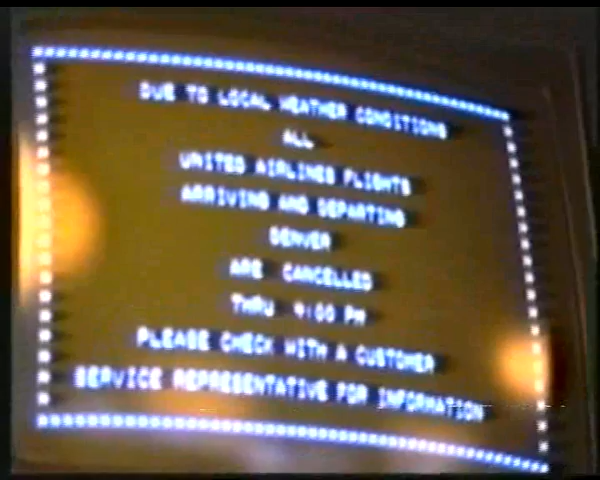 DUE TO LOCAL WEATHER CONDITIONS
ALL
UNITED AIRLINES FLIGHTS
ARRIVING AND DEPARTING
DENVER
ARE CANCELLED
THRU 4:00 PM
PLEASE CHECK WITH A CUSTOMER
SERVICE REPRESENTATIVE FOR INFORMATION